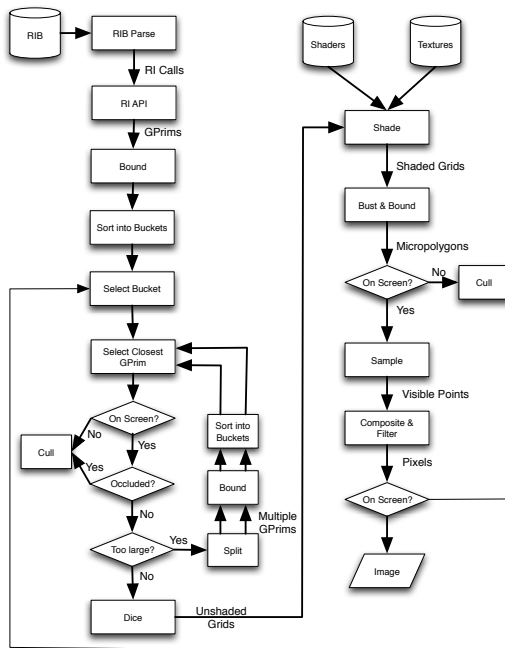 RIB
RIB Parse
RI Calls
RI API
GPrims
Bound
Sort into Buckets
Select Bucket
Select Closest
GPrim
On Screen?
No
Yes
Cull
Yes
Occluded?
No
Too large?
Yes
Split
Multiple
GPrims
Bound
Sort into
Buckets
No
Dice
Unshaded
Grids
Shaders
Textures
Shade
Shaded Grids
Bust & Bound
Micropolygons
On Screen?
No
Cull
Yes
Sample
Visible Points
Composite &
Filter
Pixels
On Screen?
Image